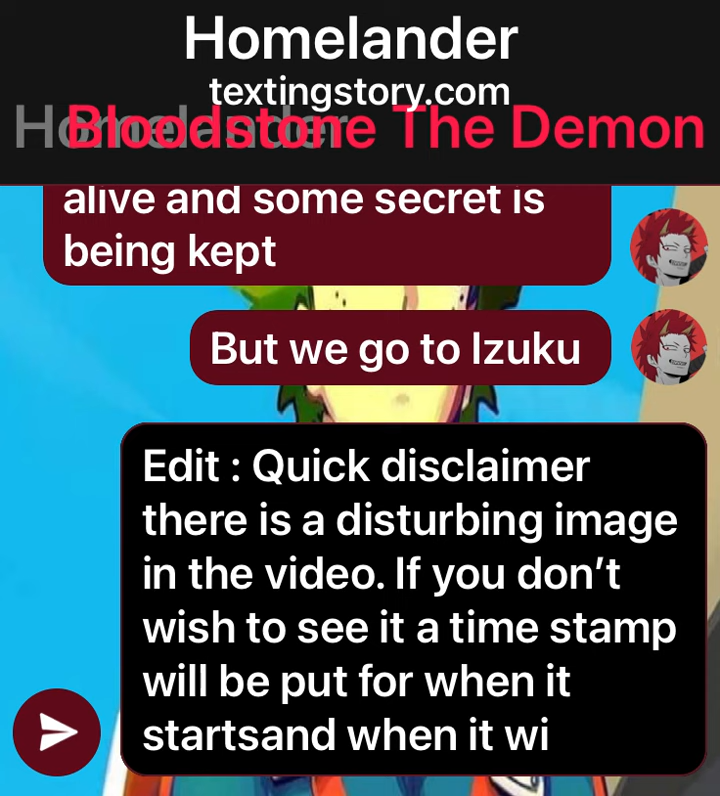 Homelander
textingstory.com
Homelander
Bloodstone The Demon
alive and some secret is
being kept
But we go to Izuku
Edit : Quick disclaimer
there is a disturbing image
in the video. If you don’t
wish to see it a time stamp
will be put for when it
startsand when it wi